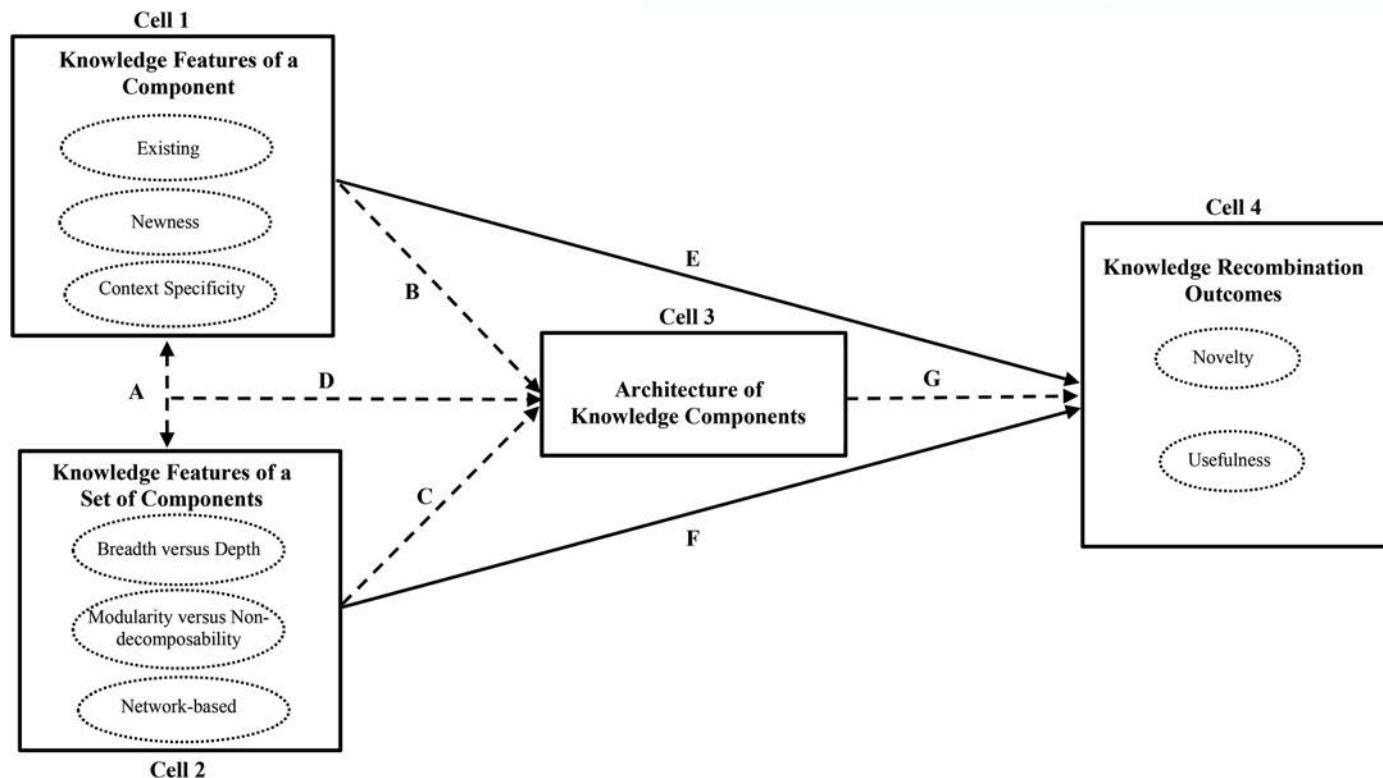 Cell 1
Knowledge Features of a
Component
Existing
Newness
Context Specificity
A
B
C
D
E
F
G
Cell 3
Architecture of
Knowledge Components
Cell 4
Knowledge Recombination
Outcomes
Novelty
Usefulness
Knowledge Features of a
Set of Components
Breadth versus Depth
Modularity versus Non-
decomposability
Network-based
Cell 2